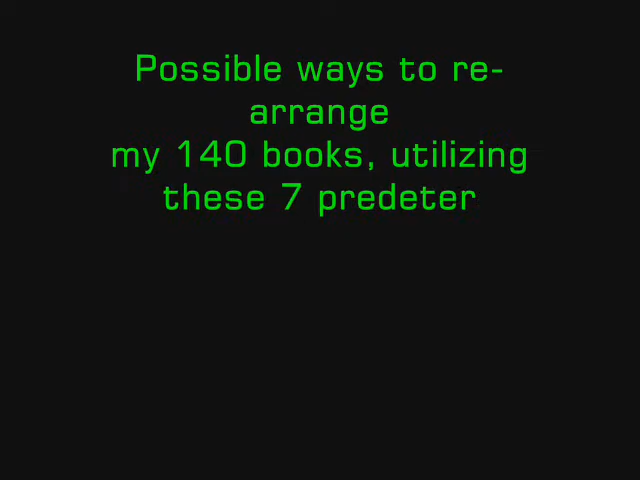 Possible ways to re-
arrange
my 140 books, utilizing
these 7 predeter